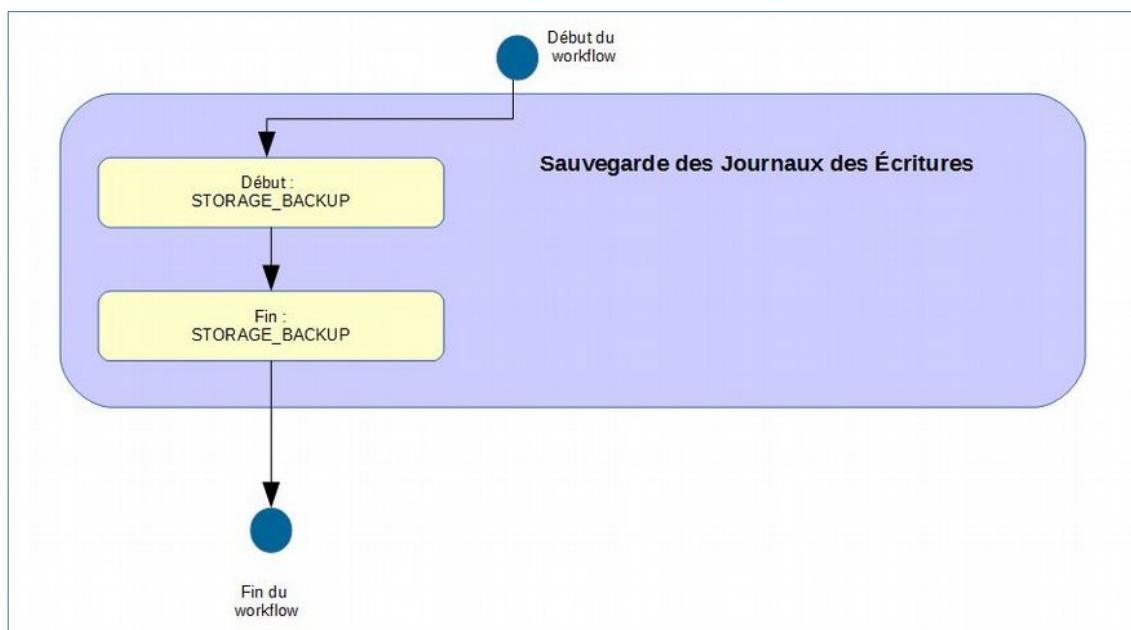 Début du
workflow
Sauvegarde des Journaux des Écritures
Début :
STORAGE_BACKUP
Fin :
STORAGE_BACKUP
Fin du
workflow